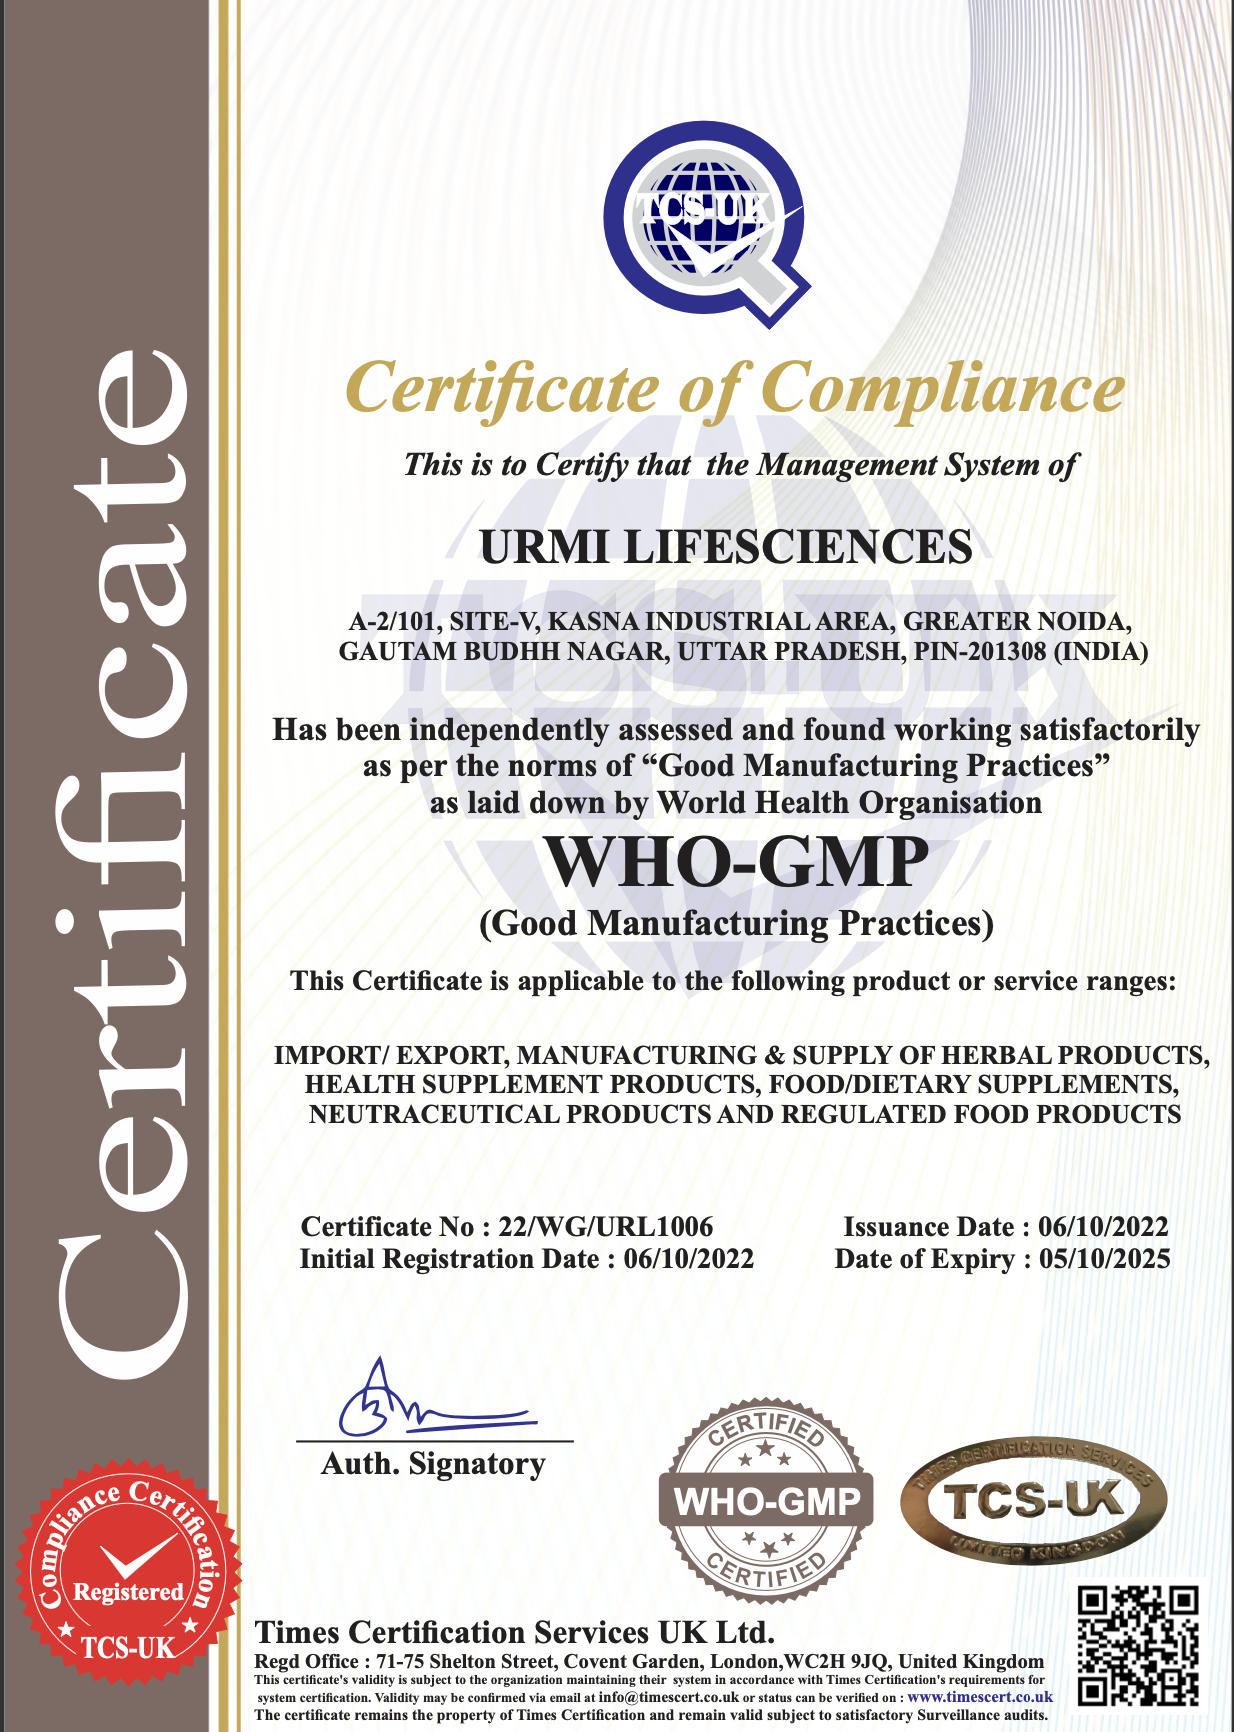 Certificate
TCS-UK
Certificate of Compliance
This is to Certify that the Management System of
URMI LIFESCIENCES
A-2/101, SITE-V, KASNA INDUSTRIAL AREA, GREATER NOIDA,
GAUTAM BUDHH NAGAR, UTTAR PRADESH, PIN-201308 (INDIA)
Has been independently assessed and found working satisfactorily
as per the norms of “Good Manufacturing Practices”
as laid down by World Health Organisation
WHO-GMP
(Good Manufacturing Practices)
This Certificate is applicable to the following product or service ranges:
IMPORT/ EXPORT, MANUFACTURING & SUPPLY OF HERBAL PRODUCTS,
HEALTH SUPPLEMENT PRODUCTS, FOOD/DIETARY SUPPLEMENTS,
NEUTRACEUTICAL PRODUCTS AND REGULATED FOOD PRODUCTS
Certificate No : 22/WG/URL1006
Issuance Date : 06/10/2022
Initial Registration Date : 06/10/2022
Date of Expiry : 05/10/2025
Auth. Signatory
CERTIFIED
WHO-GMP
CERTIFIED
TIMES CERTIFICATION SERVICES
TCS-UK
UNITED KINGDOM
Compliance Certification
Registered
TCS-UK
Times Certification Services UK Ltd.
Regd Office : 71-75 Shelton Street, Covent Garden, London,WC2H 9JQ, United Kingdom
This certificate's validity is subject to the organization maintaining their system in accordance with Times Certification's requirements for
system certification. Validity may be confirmed via email at info@timescert.co.uk or status can be verified on : www.timescert.co.uk
The certificate remains the property of Times Certification and remain valid subject to satisfactory Surveillance audits.